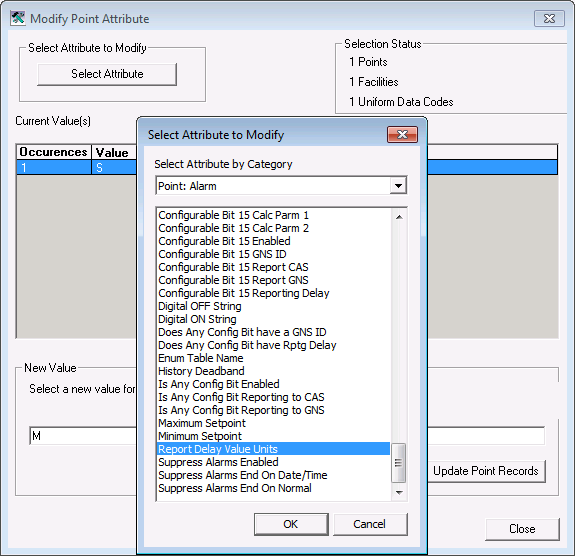 Modify Point Attribute
Select Attribute to Modify
Select Attribute
Selection Status
1 Points
1 Facilities
1 Uniform Data Codes
Current Value(s)
Occurences Value
1 S
Select Attribute to Modify
Select Attribute by Category
Point: Alarm
Configurable Bit 15 Calc Parm 1
Configurable Bit 15 Calc Parm 2
Configurable Bit 15 Enabled
Configurable Bit 15 GNS ID
Configurable Bit 15 Report CAS
Configurable Bit 15 Report GNS
Configurable Bit 15 Reporting Delay
Digital OFF String
Digital ON String
Does Any Config Bit have a GNS ID
Does Any Config Bit have Rptg Delay
Enum Table Name
History Deadband
Is Any Config Bit Enabled
Is Any Config Bit Reporting to CAS
Is Any Config Bit Reporting to GNS
Maximum Setpoint
Minimum Setpoint
Report Delay Value Units
Suppress Alarms Enabled
Suppress Alarms End On Date/Time
Suppress Alarms End On Normal
OK
Cancel
New Value
Select a new value for
M
Update Point Records
Close